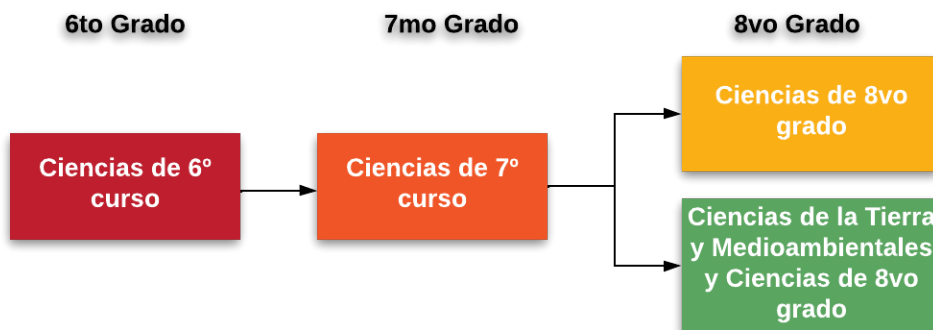 6to Grado
7mo Grado
8vo Grado
Ciencias de 6º
curso
Ciencias de 7º
curso
Ciencias de 8vo
grado
Ciencias de la Tierra
y Medioambientales
y Ciencias de 8vo
grado